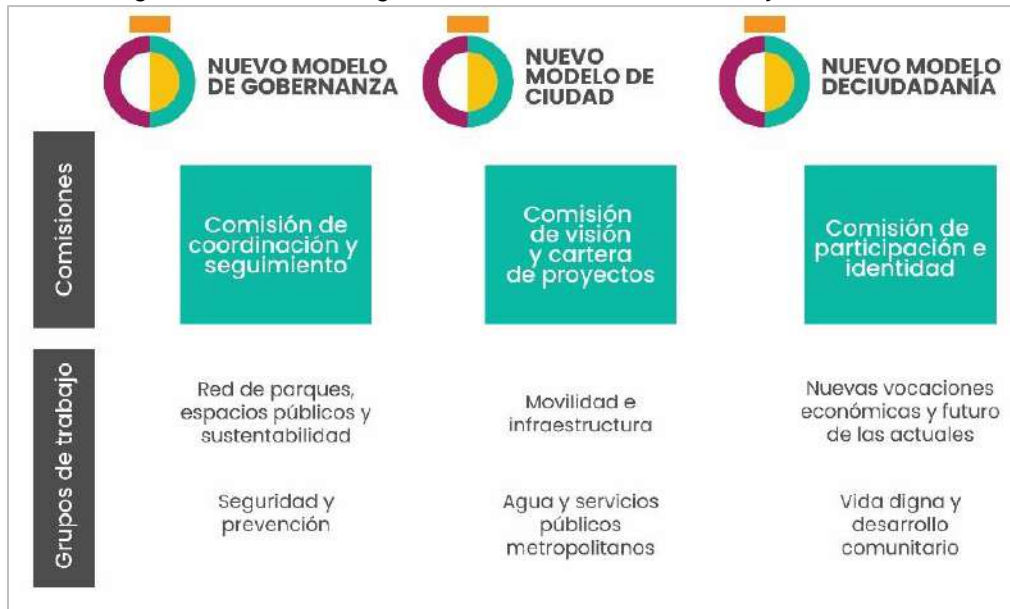 NUEVO MODELO
DE GOBERNANZA
NUEVO
MODELO DE
CIUDAD
NUEVO MODELO
DECIUDADANÍA
Comisiones
Comisión de
coordinación y
seguimiento
Comisión
de visión
y cartera
de proyectos
Comisión de
participación e
identidad
Grupos de trabajo
Red de parques,
espacios públicos y
sustentabilidad
Movilidad e
infraestructura
Nuevas vocaciones
económicas y futuro
de las actuales
Seguridad y
prevención
Agua y servicios
públicos
metropolitanos
Vida digna y
desarrollo
comunitario